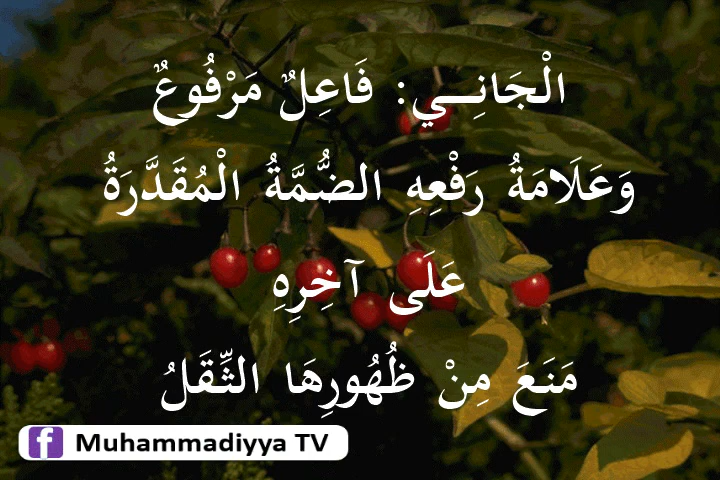 الْجَانِـــي: فَاعِلٌ مَرْفُوعٌ
وَعَلَامَةُ رَفْعِهِ الضُّمَّةُ الْمُقَدَّرَةُ
عَلَى آخِرِهِ
مَنَعَ مِنْ ظُهُورِهَا الثِّقَلُ
Muhammadiyya TV